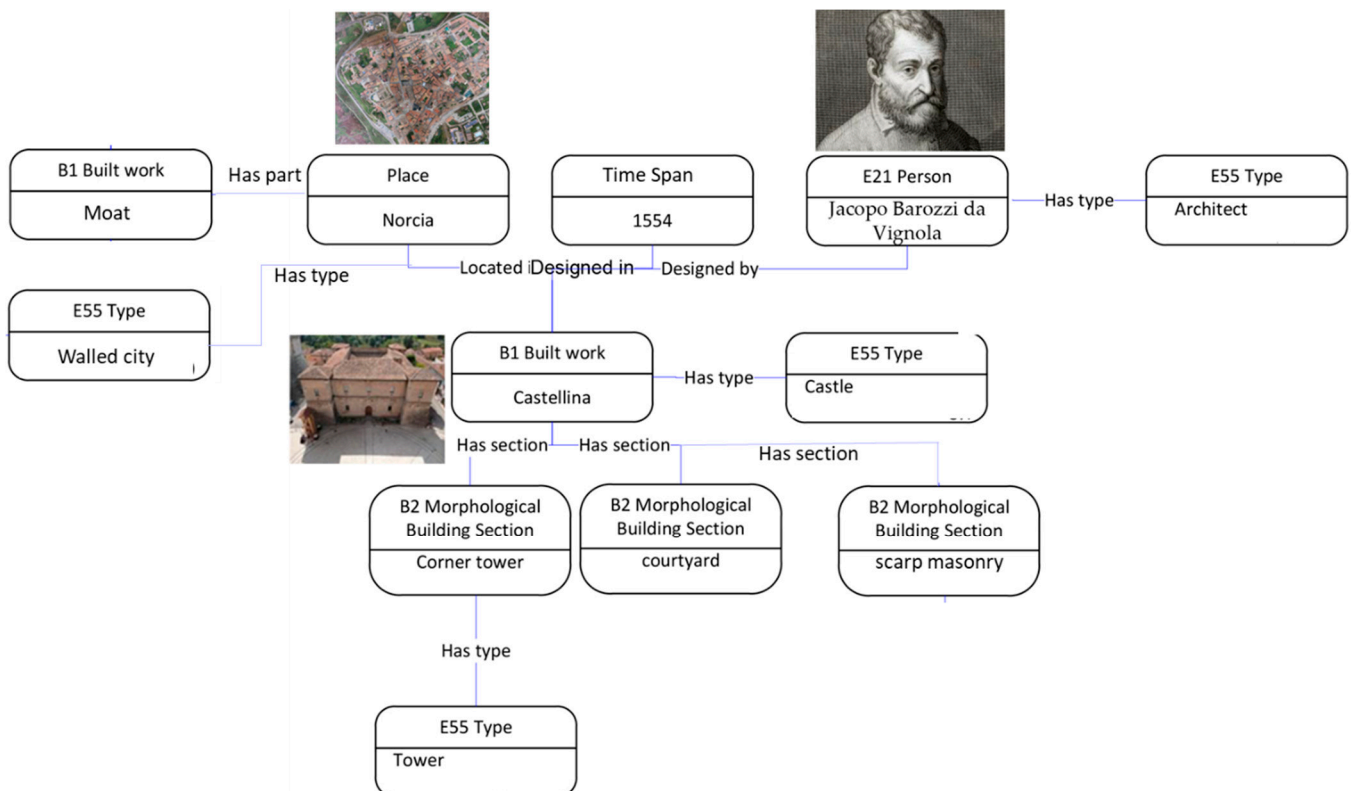 B1 Built work
Moat
Has part
Place
Norcia
Time Span
1554
E21 Person
Jacopo Barozzi da
Vignola
Has type
E55 Type
Architect
Has type
Located
Designed in
Designed by
E55 Type
Walled city
B1 Built work
Castellina
Has type
E55 Type
Castle
Has section
Has section
Has section
B2 Morphological
Building Section
Corner tower
B2 Morphological
Building Section
courtyard
B2 Morphological
Building Section
scarp masonry
Has type
E55 Type
Tower